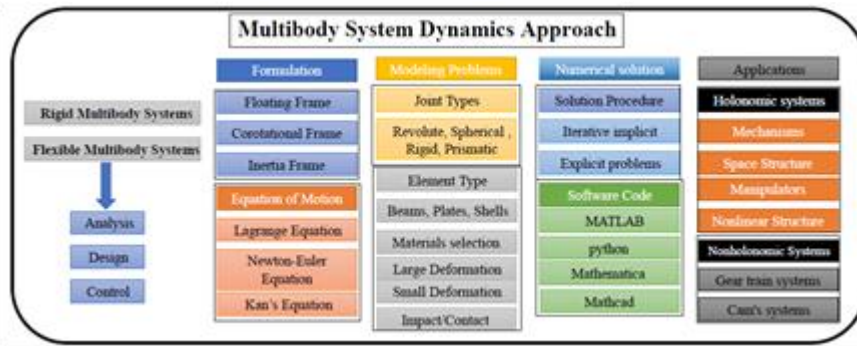 Multibody System Dynamics Approach
Rigid Multibody Systems
Flexible Multibody Systems
Analysis
Design
Control
Formulation
Floating Frame
Corotational Frame
Inertia Frame
Equation of Motion
Lagrange Equation
Newton-Euler
Equation
Kan's Equation
Modeling Problems
Joint Types
Revolute, Spherical ,
Rigid, Prismatic
Element Type
Beams, Plates, Shells
Materials selection
Large Deformation
Small Deformation
Impact/Contact
Numerical solution
Solution Procedure
Iterative implicit
Explicit problems
Software Code
MATLAB
python
Mathematica
Mathcad
Applications
Holonomic systems
Mechanisms
Space Structure
Manipulators
Nonlinear Structure
Nonholonomic Systems
Gear train systems
Cam's systems